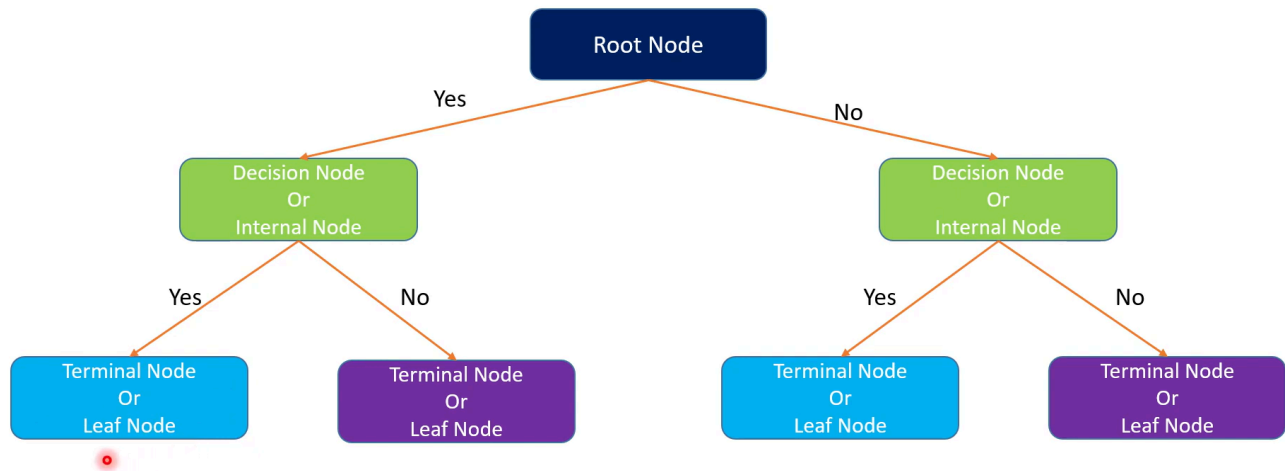 Root Node
Yes
No
Decision Node
Or
Internal Node
Decision Node
Or
Internal Node
Yes
No
Yes
No
Terminal Node
Or
Leaf Node
Terminal Node
Or
Leaf Node
Terminal Node
Or
Leaf Node
Terminal Node
Or
Leaf Node